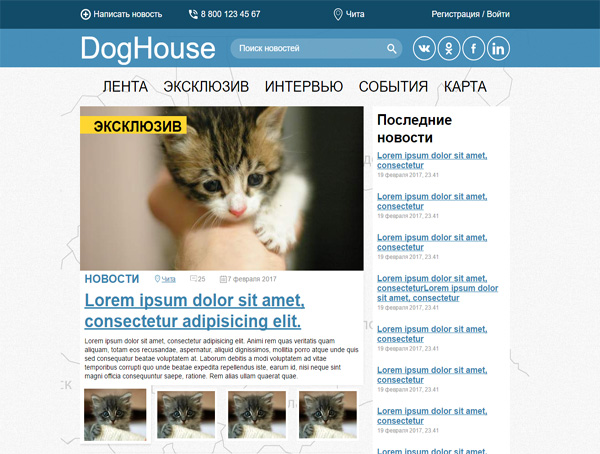 Написать новость
8 800 123 45 67
Чита
Регистрация / Войти
DogHouse
Поиск новостей
in
ЛЕНТА ЭКСКЛЮЗИВ ИНТЕРВЬЮ СОБЫТИЯ КАРТА
ЭКСКЛЮЗИВ
НОВОСТИ
Чита
25
7 февраля 2017
Lorem ipsum dolor sit amet,
consectetur adipisicing elit.
Lorem ipsum dolor sit amet, consectetur adipisicing elit. Animi rem quas veritatis quam
aliquam, totam eos recusandae, aspernatur, aliquid dignissimos, mollitia porro atque unde quis
sed consequatur beatae voluptatem at. Laborum debitis a modi voluptatem ad vitae
temporibus corrupti quo unde beatae expedita repellendus iste, earum id, nisi neque sint
magni officia consequuntur saepe, ratione. Rem alias ullam quaerat quae.
Последние
новости
Lorem ipsum dolor sit amet,
consectetur
19 февраля 2017, 23.41
Lorem ipsum dolor sit amet,
consectetur
19 февраля 2017, 23.41
Lorem ipsum dolor sit amet,
consectetur
19 февраля 2017, 23.41
Lorem ipsum dolor sit amet,
consecteturLorem ipsum dolor
sit amet, consectetur
19 февраля 2017, 23.41
Lorem ipsum dolor sit amet,
consectetur
19 февраля 2017, 23.41
Lorem ipsum dolor sit amet,
consectetur
19 февраля 2017, 23.41
Lorem ipsum dolor sit amet,
consectetur
19 февраля 2017, 23.41
Lorem ipsum dolor sit amet,